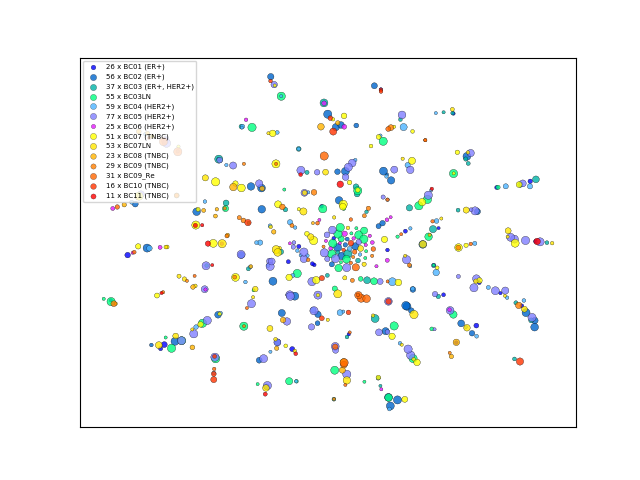 26 x BC01 (ER+)
56 x BC02 (ER+)
37 x BC03 (ER+, HER2+)
55 x BC03LN
59 x BC04 (HER2+)
77 x BC05 (HER2+)
25 x BC06 (HER2+)
51 x BC07 (TNBC)
53 x BC07LN
23 x BC08 (TNBC)
29 x BC09 (TNBC)
31 x BC09_Re
16 x BC10 (TNBC)
11 x BC11 (TNBC)